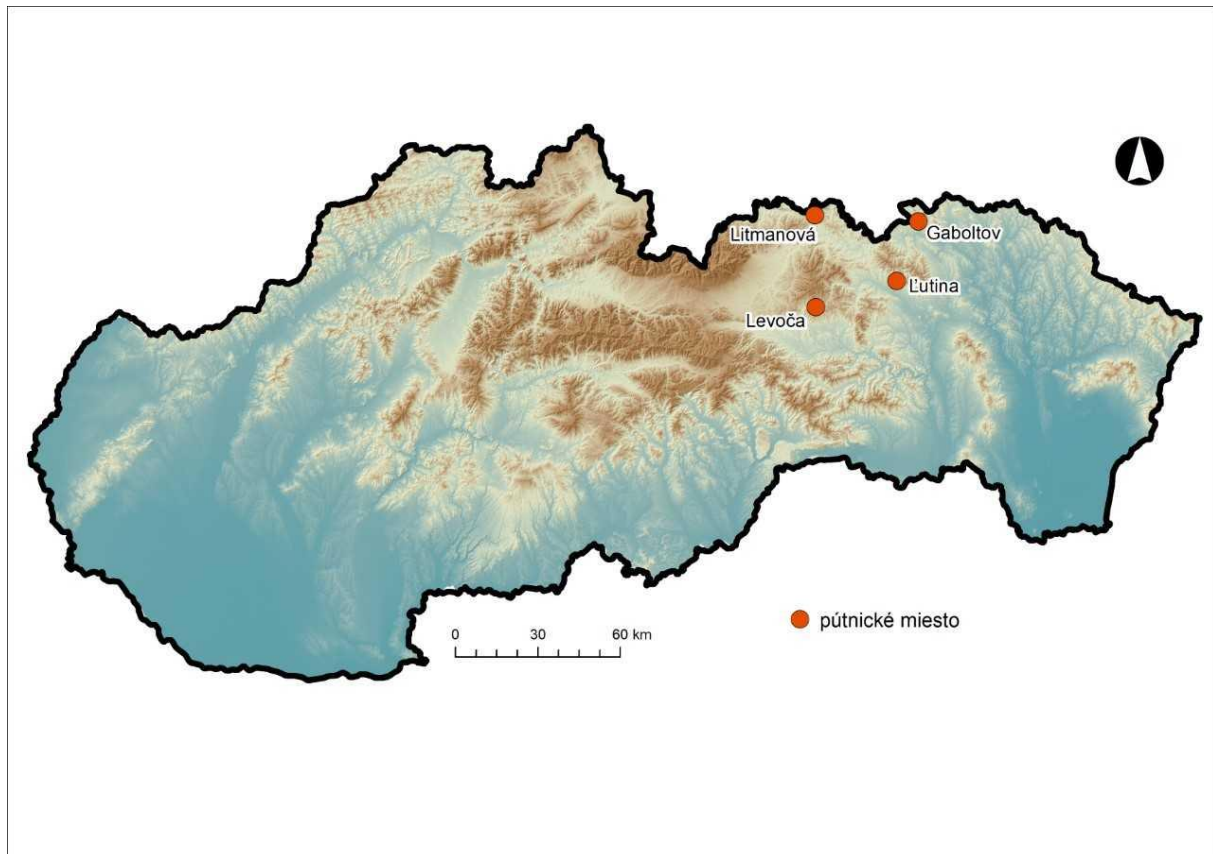 Litmanová
Gaboltov
Ľutina
Levoča
0 30 60 km
pútnické miesto